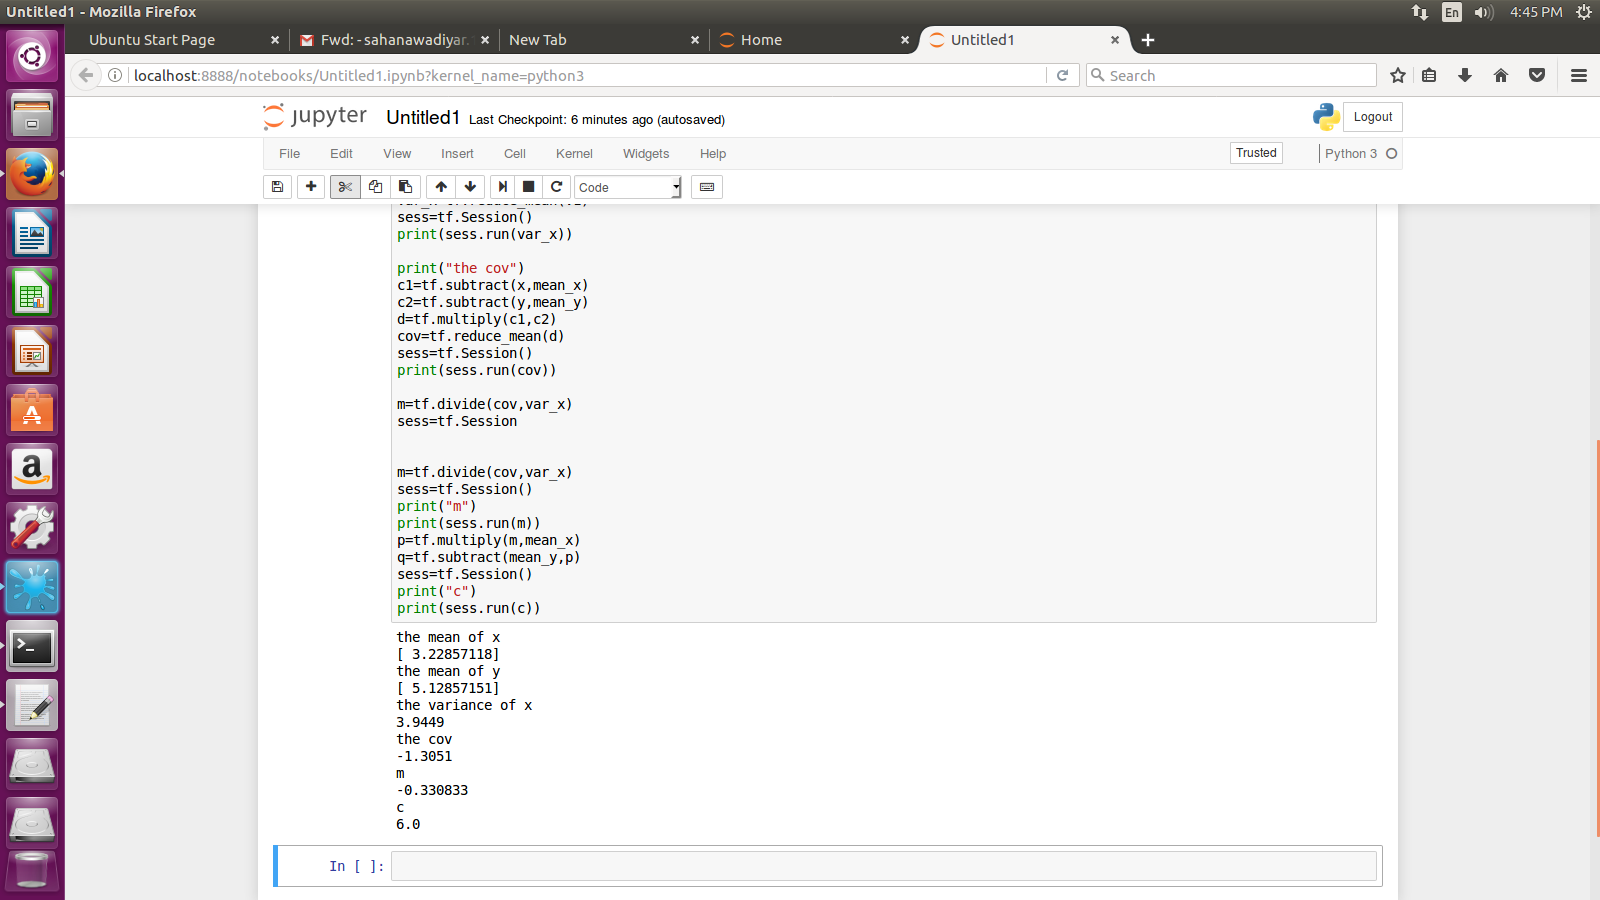 Untitled1 - Mozilla Firefox
En
4:45 PM
Ubuntu Start Page
Fwd: - sahanawadiyar.
New Tab
Home
Untitled1
localhost:8888/notebooks/Untitled1.ipynb?kernel_name=python3
Search
jupyter Untitled1 Last Checkpoint: 6 minutes ago (autosaved)
Logout
File Edit View Insert Cell Kernel Widgets Help
Trusted
Python 3
Code
sess=tf.Session()
print(sess.run(var_x))
print("the cov")
c1=tf.subtract(x,mean_x)
c2=tf.subtract(y,mean_y)
d=tf.multiply(c1,c2)
cov=tf.reduce_mean(d)
sess=tf.Session()
print(sess.run(cov))
m=tf.divide(cov,var_x)
sess=tf.Session
m=tf.divide(cov,var_x)
sess=tf.Session()
print("m")
print(sess.run(m))
p=tf.multiply(m,mean_x)
q=tf.subtract(mean_y,p)
sess=tf.Session()
print("c")
print(sess.run(c))
the mean of x
[ 3.22857118]
the mean of y
[ 5.12857151]
the variance of x
3.9449
the cov
-1.3051
m
-0.330833
c
6.0
In [ ]: